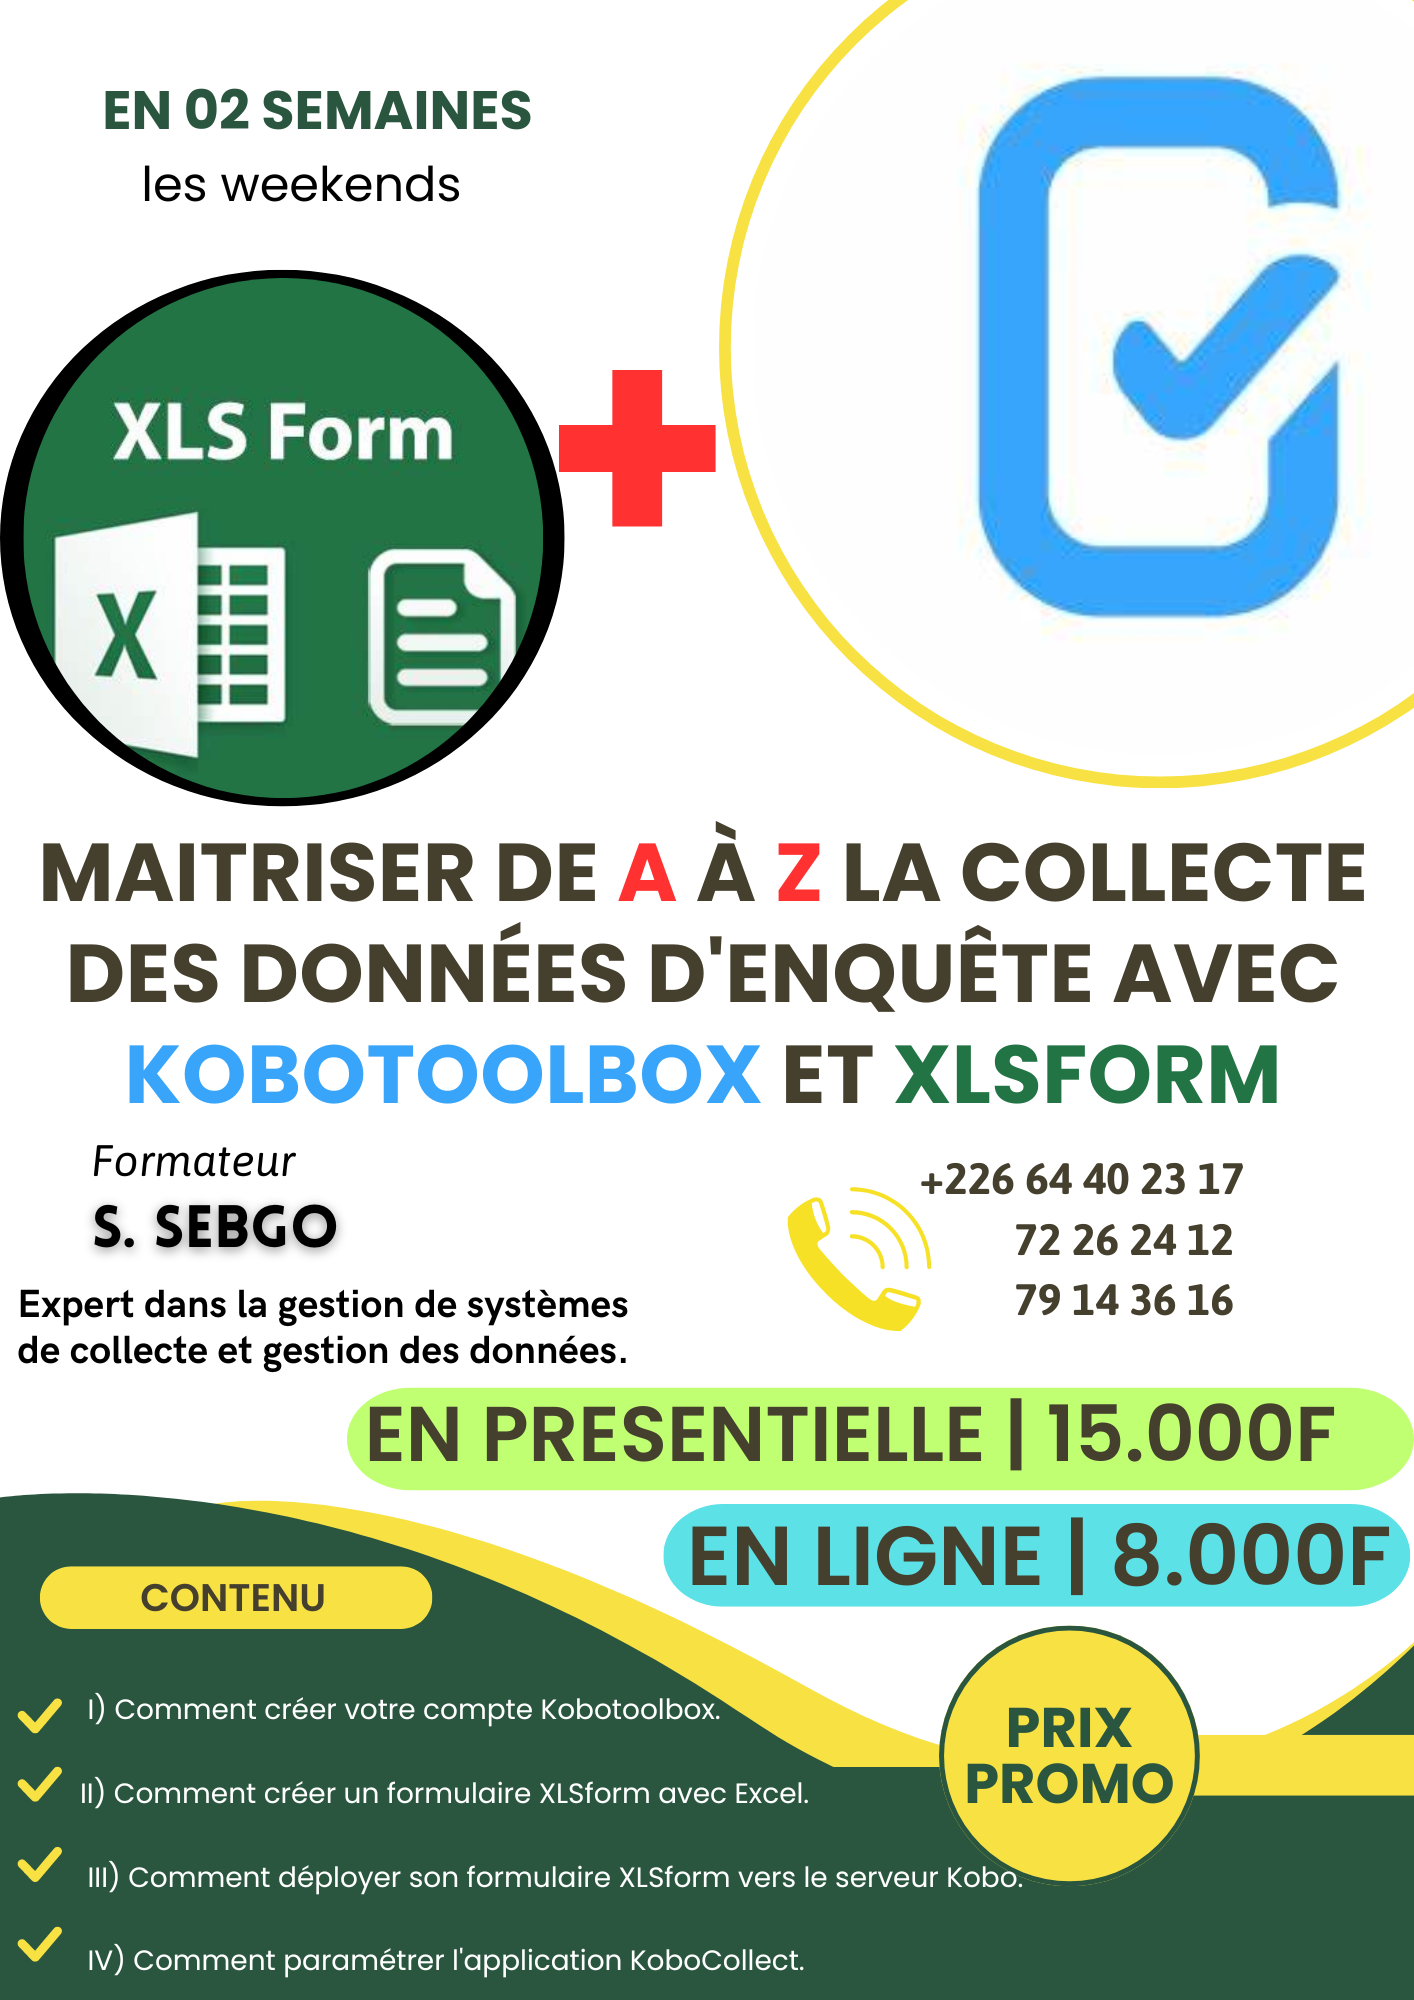 EN 02 SEMAINES
les weekends
XLS Form
X
MAITRISER DE A À Z LA COLLECTE
DES DONNÉES D'ENQUÊTE AVEC
KOBOTOOLBOX ET XLSFORM
Formateur
S. SEBGO
Expert dans la gestion de systèmes
de collecte et gestion des données.
+226 64 40 23 17
72 26 24 12
79 14 36 16
EN PRESENTIELLE | 15.000F
EN LIGNE | 8.000F
PRIX
PROMO
CONTENU
I) Comment créer votre compte Kobotoolbox.
II) Comment créer un formulaire XLSform avec Excel.
III) Comment déployer son formulaire XLSform vers le serveur Kobo.
IV) Comment paramétrer l'application KoboCollect.